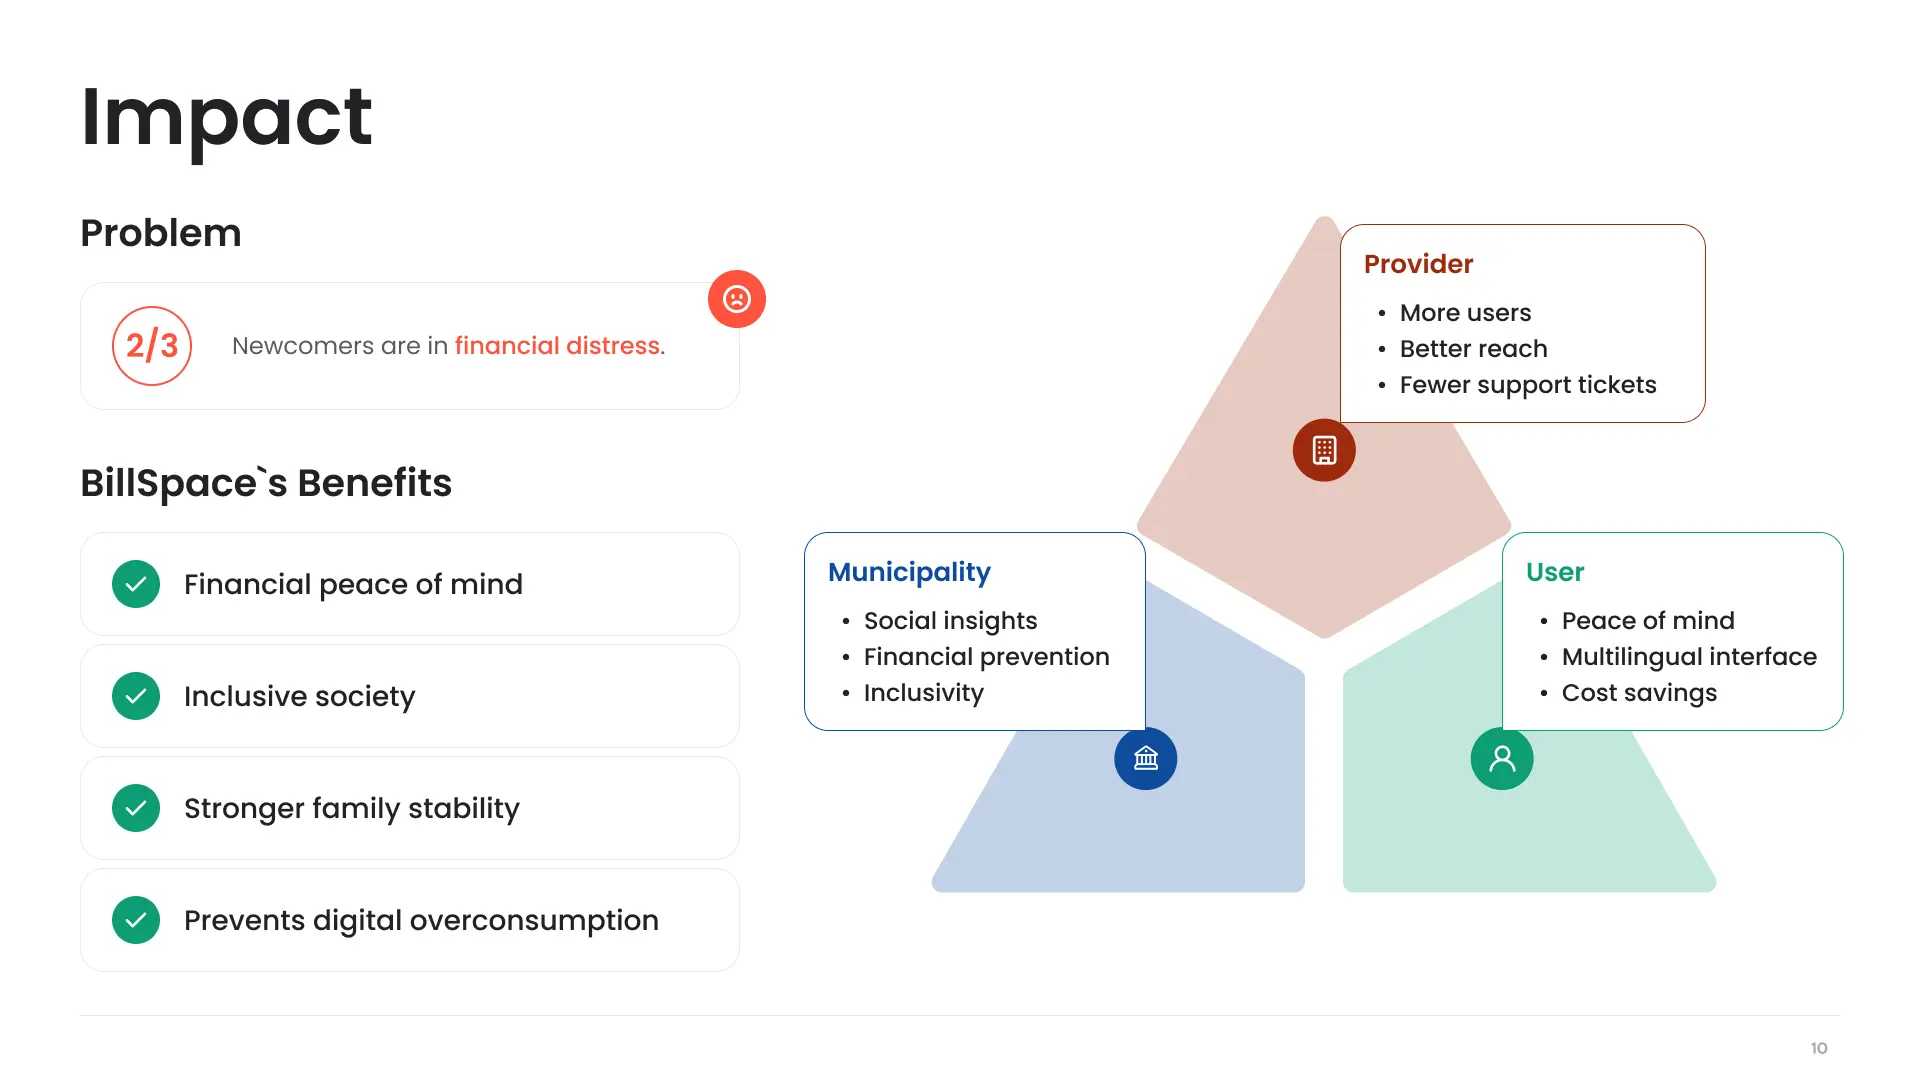 Impact
Problem
2/3
Newcomers are in financial distress.
BillSpace`s Benefits
Financial peace of mind
Inclusive society
Stronger family stability
Prevents digital overconsumption
Provider
• More users
• Better reach
• Fewer support tickets
Municipality
• Social insights
• Financial prevention
• Inclusivity
User
• Peace of mind
• Multilingual interface
• Cost savings
10